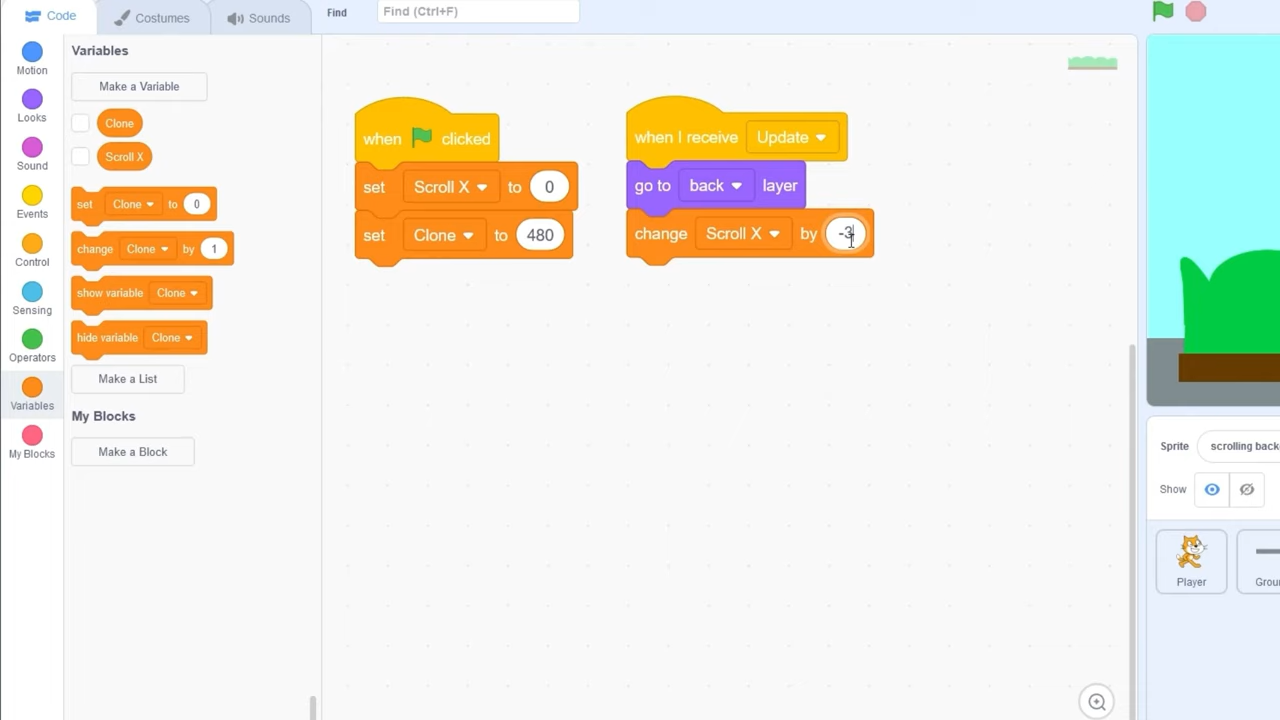 Code
Costumes
Sounds
Find
Find (Ctrl+F)
Motion
Looks
Sound
Events
Control
Sensing
Operators
Variables
My Blocks
Variables
Make a Variable
Clone
Scroll X
set Clone to 0
change Clone by 1
show variable Clone
hide variable Clone
Make a List
My Blocks
Make a Block
when clicked
set Scroll X to 0
set Clone to 480
when I receive Update
go to back layer
change Scroll X by -3
Sprite
scrolling back
Show
Player
Grou